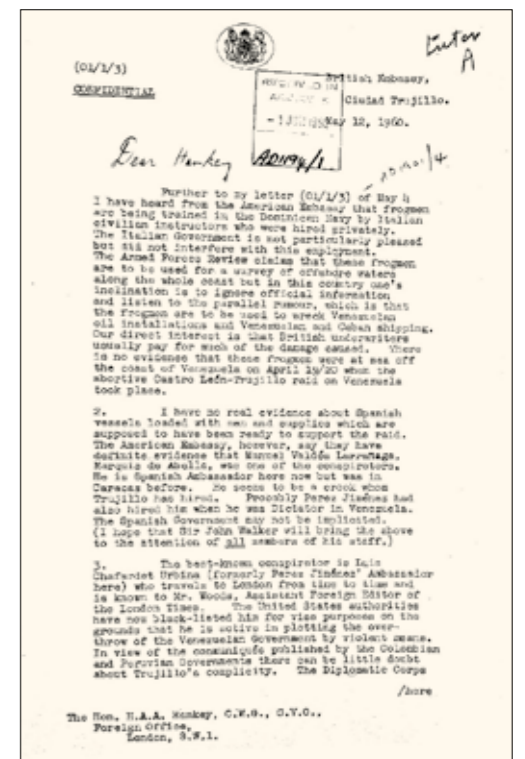 Enter
A
(01/1/3)
CONFIDENTIAL
RECEIVED IN
British Embassy,
Ciudad Trujillo.
May 12, 1960.
Dear Hankey
AD1194/1
Further to my letter (01/1/3) of May 4
I have heard from the American Embassy that frogmen
are being trained in the Dominican Navy by Italian
civilian instructors who were hired privately.
The Italian Government is not particularly pleased
but did not interfere with this employment.
The Armed Forces Review claims that these frogmen
are to be used for a survey of offshore waters
along the whole coast but in this country one's
inclination is to ignore official information
and listen to the parallel rumour, which is that
the frogmen are to be used to wreck Venezuelan
oil installations and Venezuelan and Cuban shipping.
Our direct interest is that British underwriters
usually pay for much of the damage caused. There
is no evidence that these frogmen were at sea off
the coast of Venezuela on April 19/20 when the
abortive Castro León-Trujillo raid on Venezuela
took place.
2. I have no real evidence about Spanish
vessels loaded with men and supplies which are
supposed to have been ready to support the raid.
The American Embassy, however, say they have
definite evidence that Manuel Valdés Larrañaga,
Marquis de Abella, was one of the conspirators.
He is Spanish Ambassador here now but was in
Caracas before. He seems to be a crook whom
Trujillo has hired. Probably Perez Jiménez had
also hired him when he was Dictator in Venezuela.
The Spanish Government may not be implicated.
(I hope that Sir John Walker will bring the above
to the attention of all members of his staff.)
3. The best-known conspirator is Luis
Chafardet Urbina (formerly Perez Jiménez' Ambassador
here) who travels to London from time to time and
is known to Mr. Woods, Assistant Foreign Editor of
the London Times. The United States authorities
have now black-listed him for visa purposes on the
grounds that he is active in plotting the over-
throw of the Venezuelan Government by violent means.
In view of the communiqués published by the Colombian
and Peruvian Governments there can be little doubt
about Trujillo's complicity. The Diplomatic Corps
/here
The Hon. H.A.A. Hankey, C.M.G., C.V.O.,
Foreign Office,
London, S.W.1.